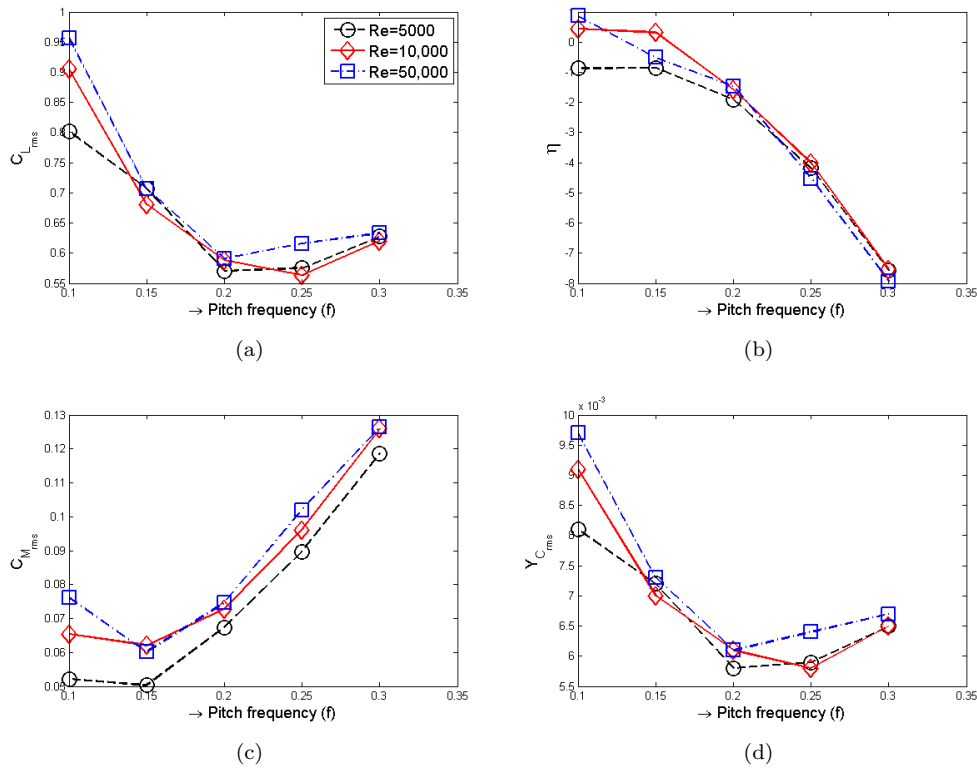 1
0.95
0.9
0.85
0.8
0.75
0.7
0.65
0.6
0.55
C_Lrms
0.1 0.15 0.2 0.25 0.3 0.35
→ Pitch frequency (f)
Re=5000
Re=10,000
Re=50,000
(a)
0
-1
-2
-3
-4
-5
-6
-7
-8
η
0.1 0.15 0.2 0.25 0.3 0.35
→ Pitch frequency (f)
(b)
0.13
0.12
0.11
0.1
0.09
0.08
0.07
0.06
0.05
C_Mrms
0.1 0.15 0.2 0.25 0.3 0.35
→ Pitch frequency (f)
(c)
x 10⁻³
10
9.5
9
8.5
8
7.5
7
6.5
6
5.5
Y_Crms
0.1 0.15 0.2 0.25 0.3 0.35
→ Pitch frequency (f)
(d)